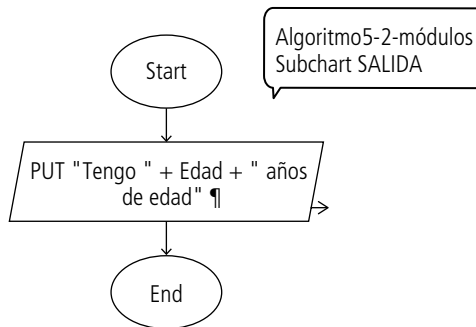 Algoritmo5-2-módulos
Subchart SALIDA
Start
PUT "Tengo " + Edad + " años
de edad" ¶
End